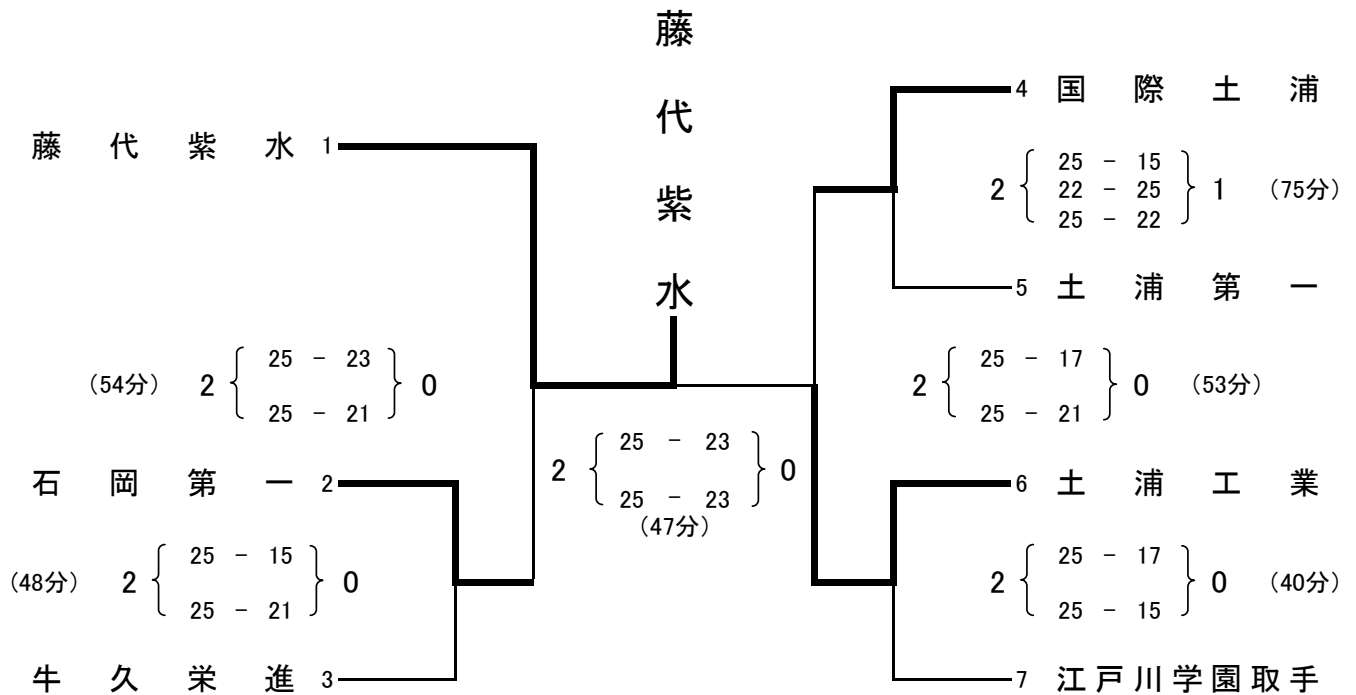 藤代紫水
藤代紫水 1
(54分) 2 25 - 23 0
25 - 21
石岡第一 2
(48分) 2 25 - 15 0
25 - 21
牛久栄進 3
2 25 - 23 0
25 - 23
(47分)
4 国際土浦
25 - 15
2 22 - 25 1 (75分)
25 - 22
5 土浦第一
2 25 - 17 0 (53分)
25 - 21
6 土浦工業
2 25 - 17 0 (40分)
25 - 15
7 江戸川学園取手